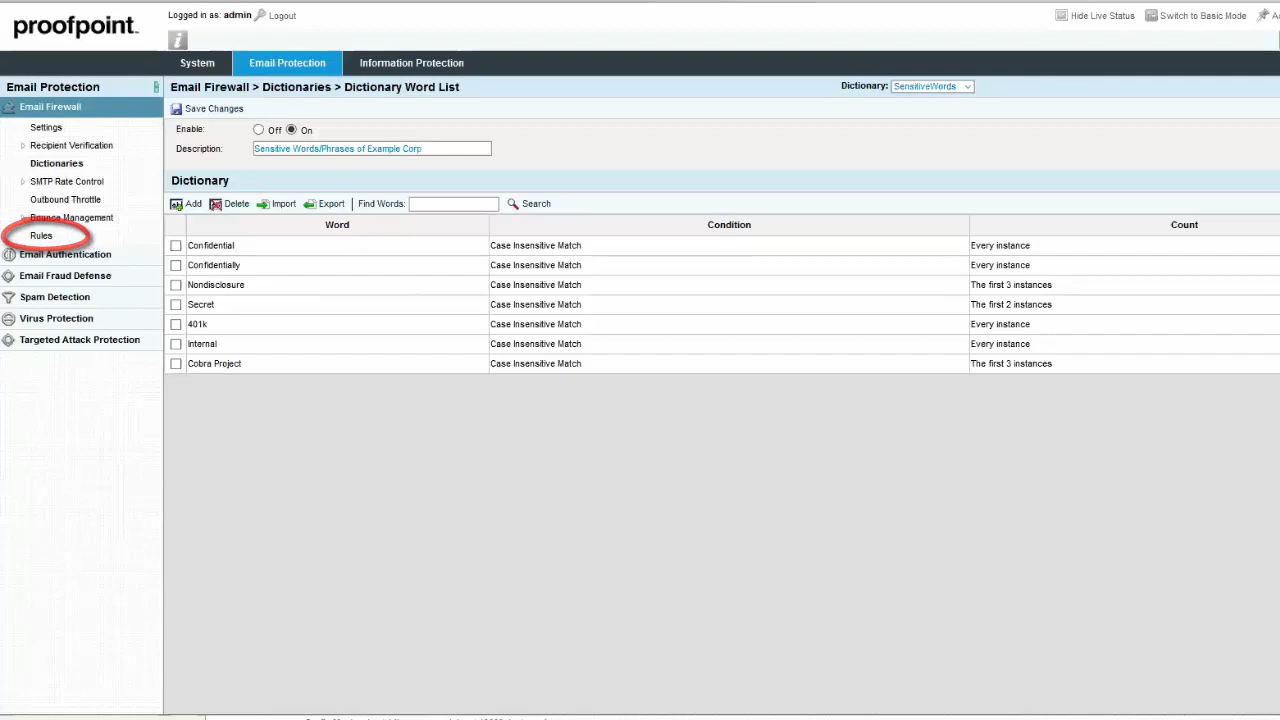 proofpoint.
Logged in as: admin Logout
Hide Live Status Switch to Basic Mode
System Email Protection Information Protection
Email Protection
Email Firewall
Settings
Recipient Verification
Dictionaries
SMTP Rate Control
Outbound Throttle
Bounce Management
Rules
Email Authentication
Email Fraud Defense
Spam Detection
Virus Protection
Targeted Attack Protection
Email Firewall > Dictionaries > Dictionary Word List Dictionary: SensitiveWords
Save Changes
Enable: Off On
Description: Sensitive Words/Phrases of Example Corp
Dictionary
Add Delete Import Export Find Words: Search
Word Condition Count
Confidential Case Insensitive Match Every instance
Confidentially Case Insensitive Match Every instance
Nondisclosure Case Insensitive Match The first 3 instances
Secret Case Insensitive Match The first 2 instances
401k Case Insensitive Match Every instance
Internal Case Insensitive Match Every instance
Cobra Project Case Insensitive Match The first 3 instances